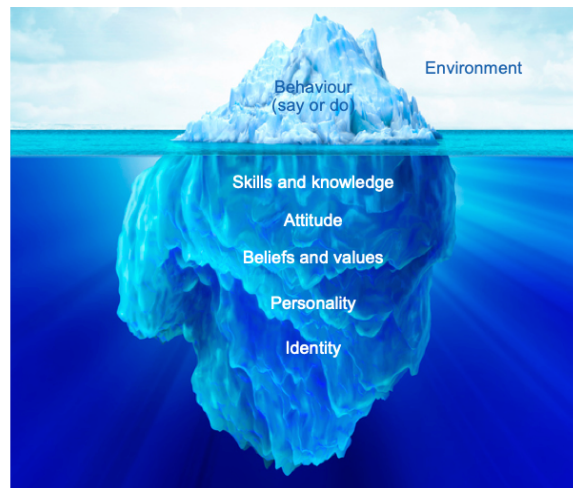 Environment
Behaviour
(say or do)
Skills and knowledge
Attitude
Beliefs and values
Personality
Identity